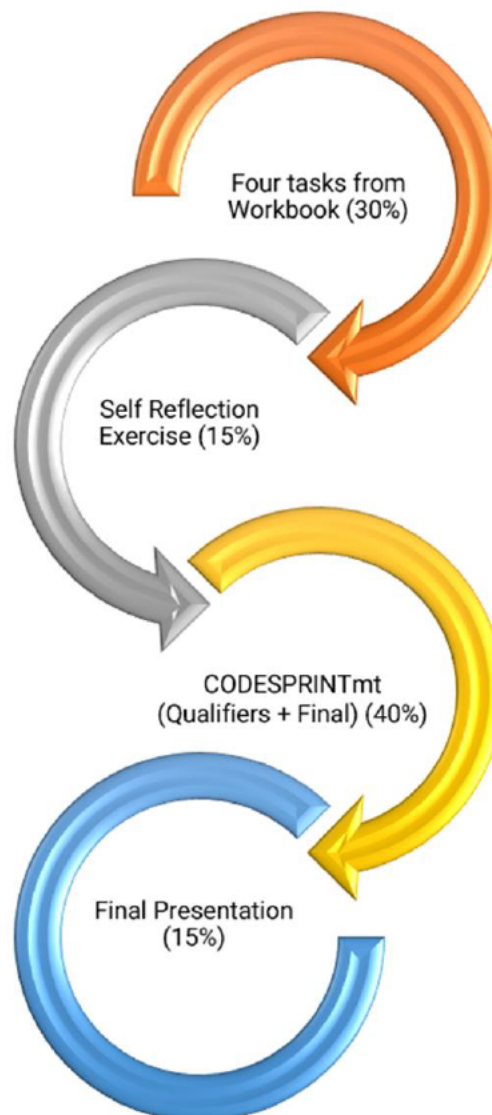 Four tasks from
Workbook (30%)
Self Reflection
Exercise (15%)
CODESPRINTmt
(Qualifiers + Final) (40%)
Final Presentation
(15%)